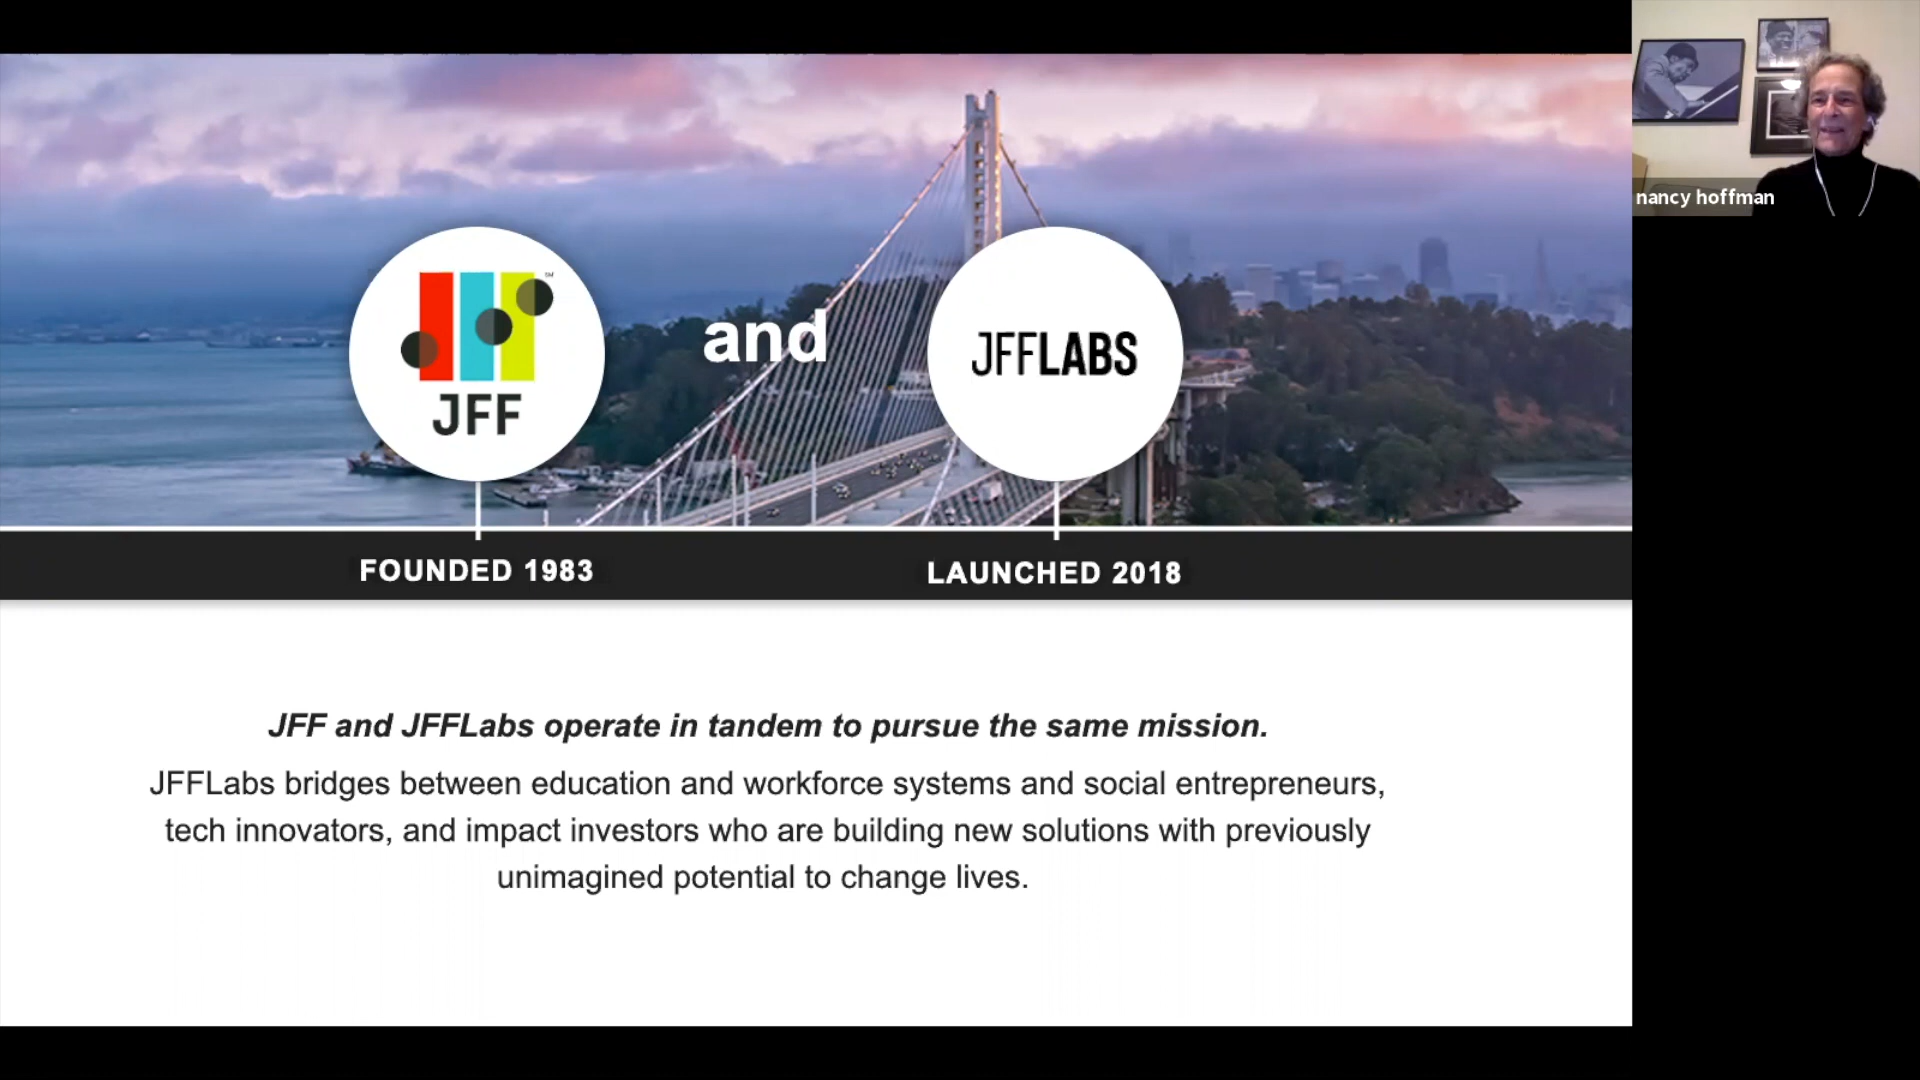 JFF
SM
and
JFFLABS
FOUNDED 1983
LAUNCHED 2018
JFF and JFFLabs operate in tandem to pursue the same mission.
JFFLabs bridges between education and workforce systems and social entrepreneurs,
tech innovators, and impact investors who are building new solutions with previously
unimagined potential to change lives.
nancy hoffman